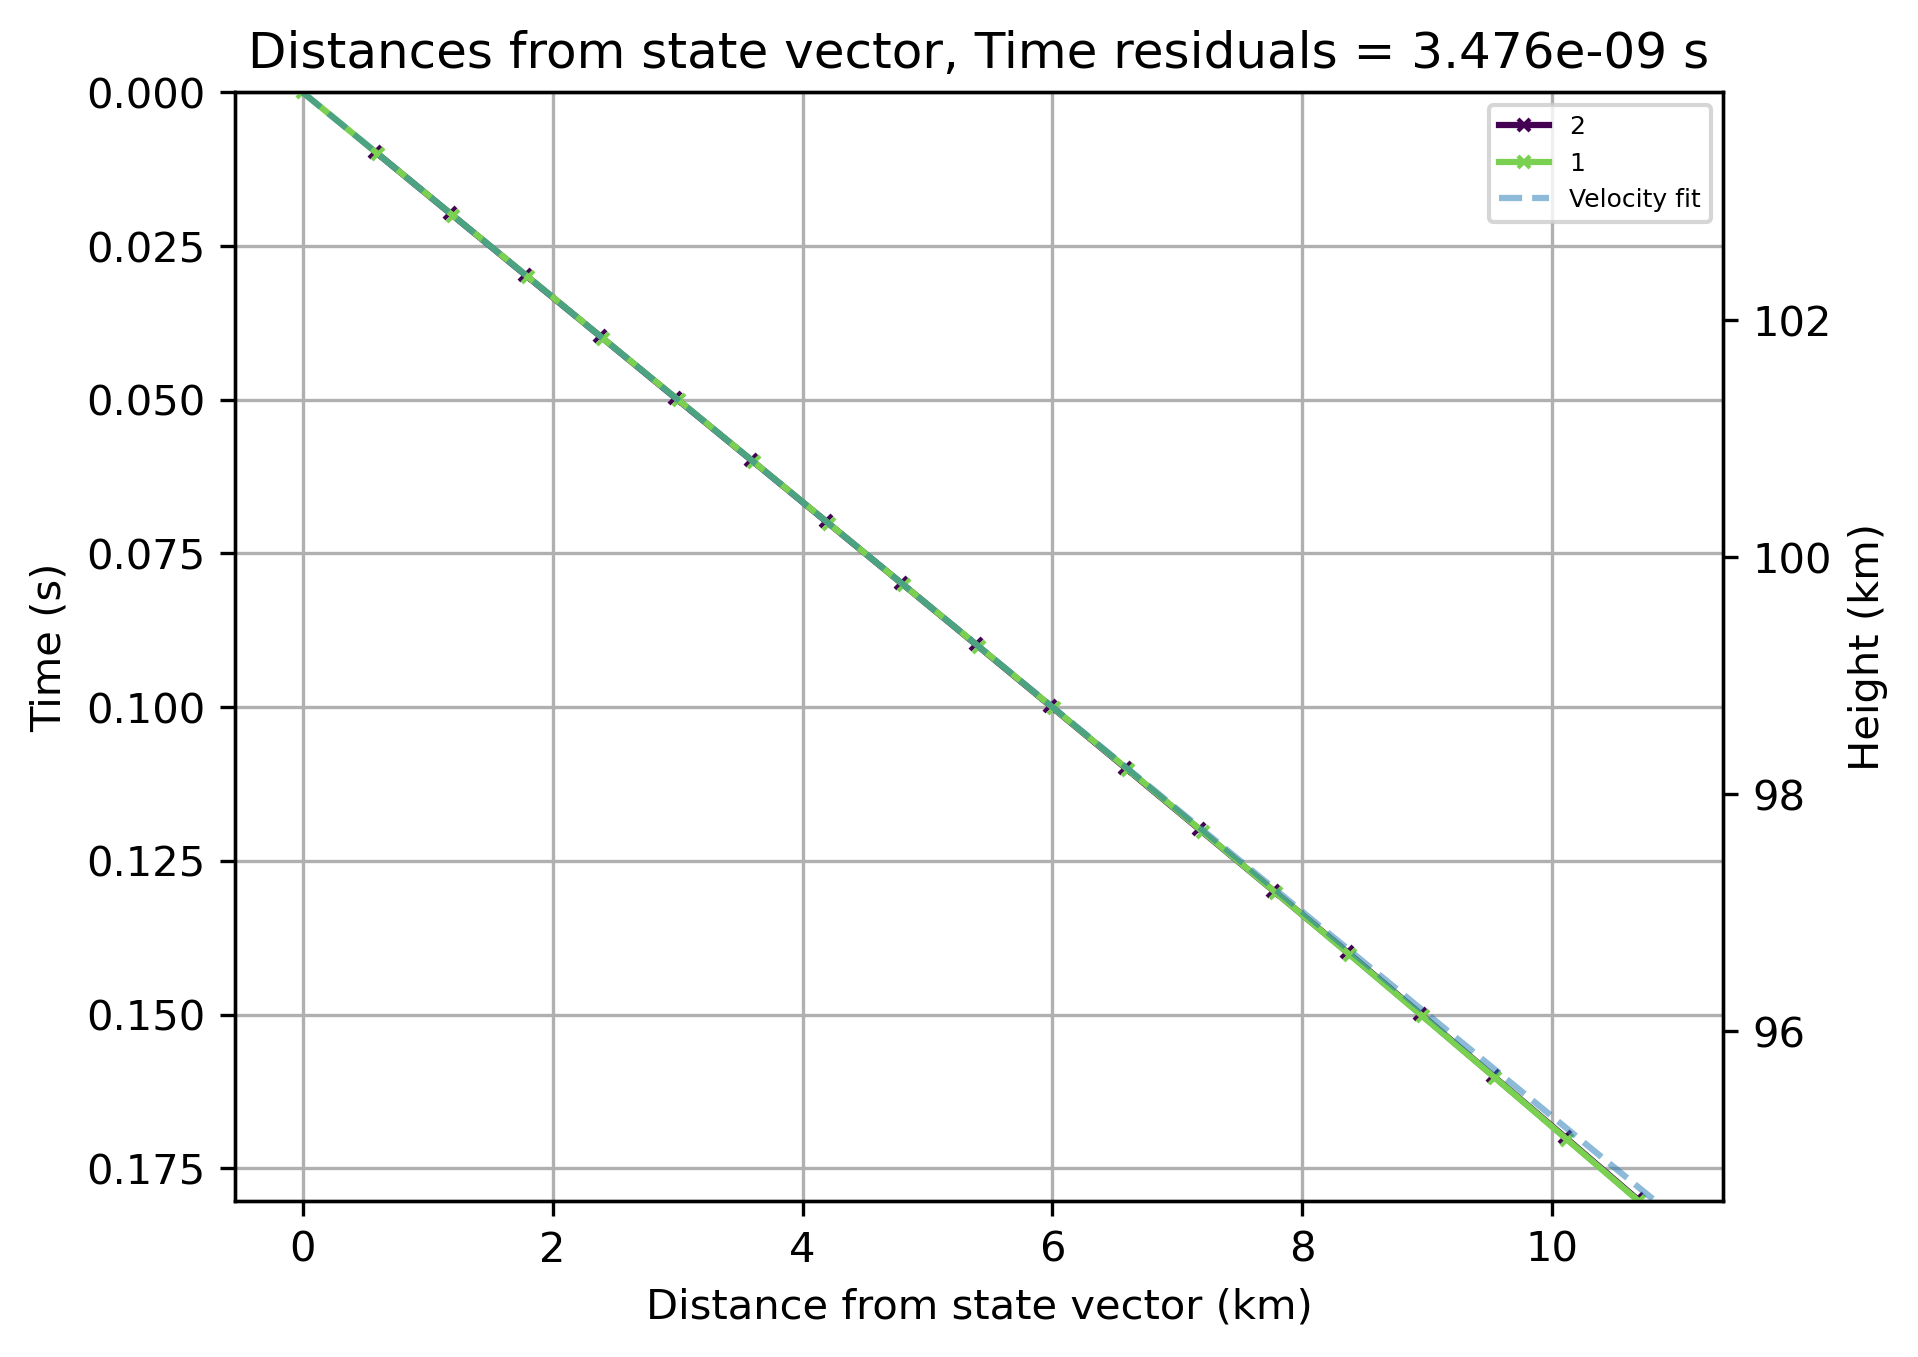 Distances from state vector, Time residuals = 3.476e-09 s
2
1
Velocity fit
0.000
0.025
0.050
0.075
0.100
0.125
0.150
0.175
Time (s)
102
100
98
96
Height (km)
0 2 4 6 8 10
Distance from state vector (km)